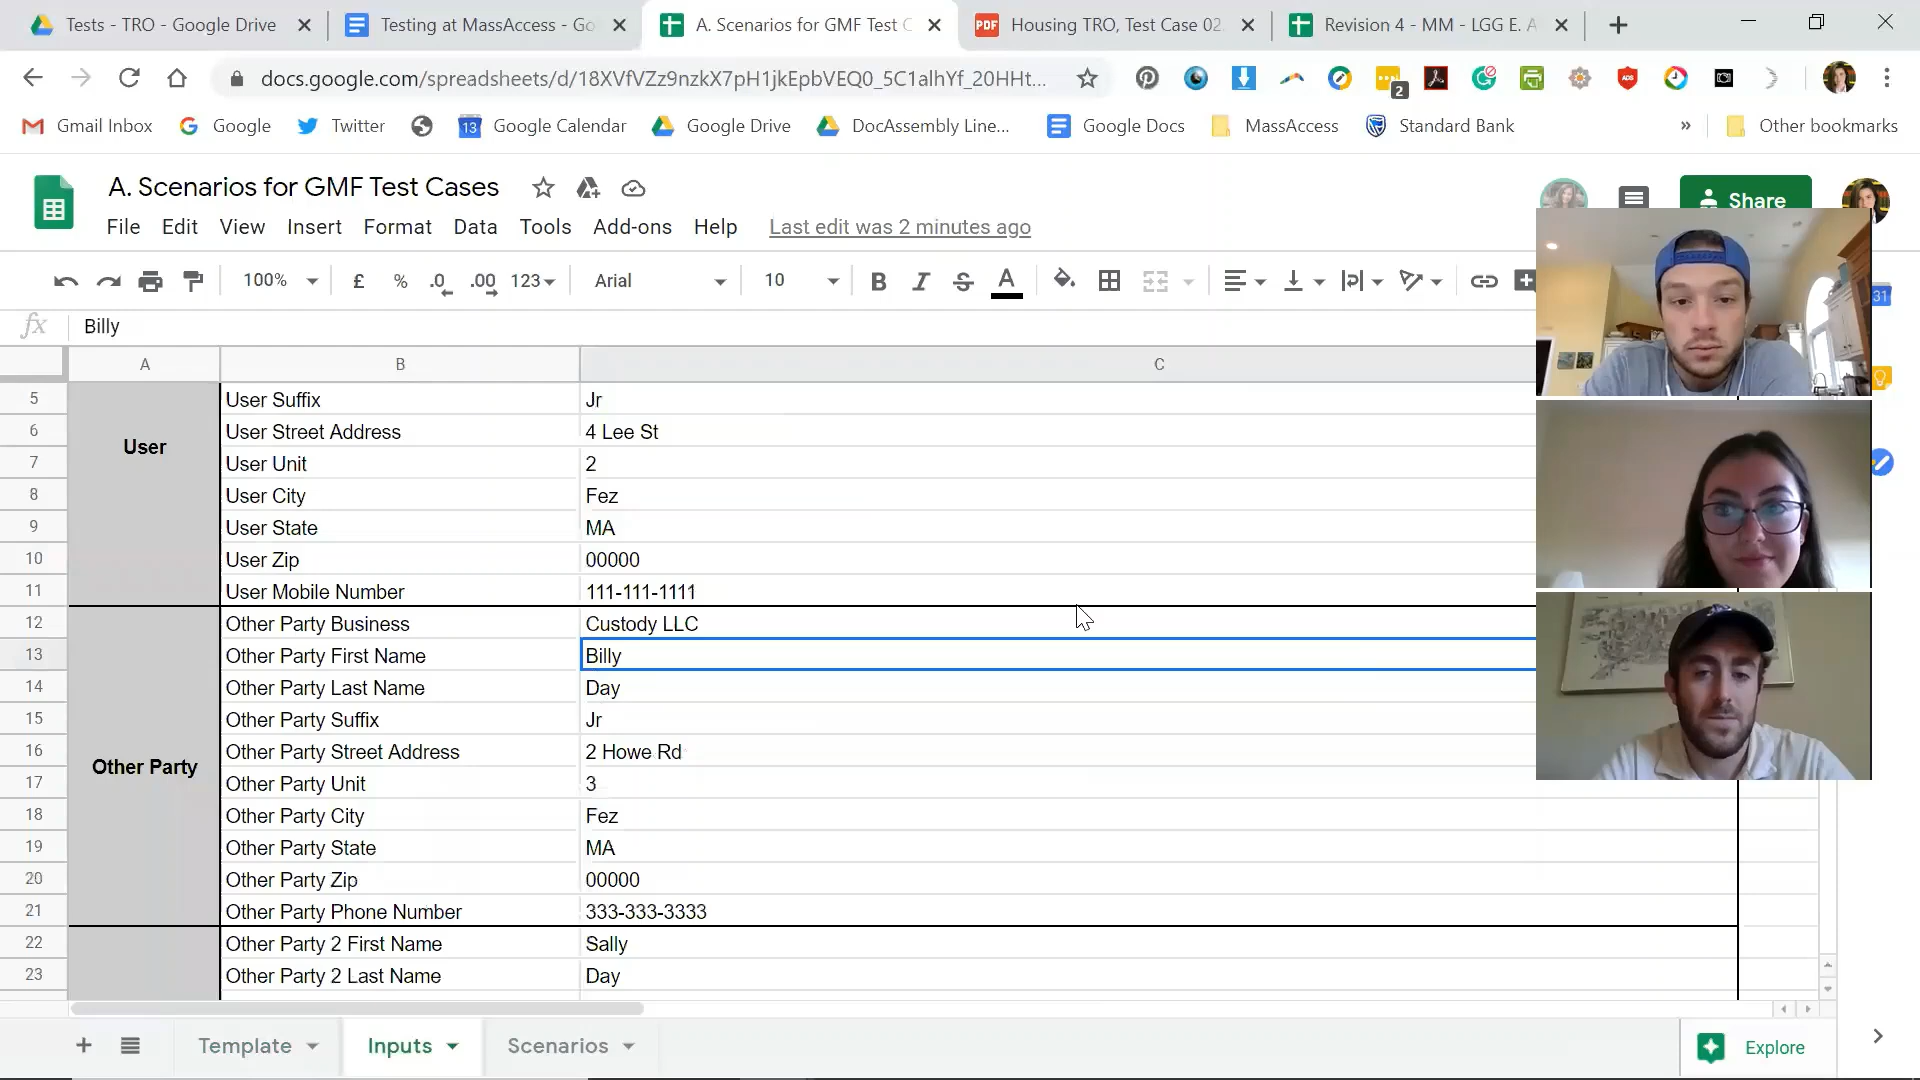 Tests - TRO - Google Drive
Testing at MassAccess - Go
A. Scenarios for GMF Test C
PDF Housing TRO, Test Case 02
Revision 4 - MM - LGG E. A
docs.google.com/spreadsheets/d/18XVfVZz9nzkX7pH1jkEpbVEQ0_5C1alhYf_20HHt...
2
ADS
Gmail Inbox
Google
Twitter
13 Google Calendar
Google Drive
DocAssembly Line...
Google Docs
MassAccess
Standard Bank
»
Other bookmarks
A. Scenarios for GMF Test Cases
Share
File Edit View Insert Format Data Tools Add-ons Help Last edit was 2 minutes ago
100% £ % .0 .00 123 Arial 10 B I S A
31
fx Billy
A B C
5 User Suffix Jr
6 User Street Address 4 Lee St
User
7 User Unit 2
8 User City Fez
9 User State MA
10 User Zip 00000
11 User Mobile Number 111-111-1111
12 Other Party Business Custody LLC
13 Other Party First Name Billy
14 Other Party Last Name Day
15 Other Party Suffix Jr
16 Other Party Street Address 2 Howe Rd
Other Party
17 Other Party Unit 3
18 Other Party City Fez
19 Other Party State MA
20 Other Party Zip 00000
21 Other Party Phone Number 333-333-3333
22 Other Party 2 First Name Sally
23 Other Party 2 Last Name Day
+ Template Inputs Scenarios
Explore